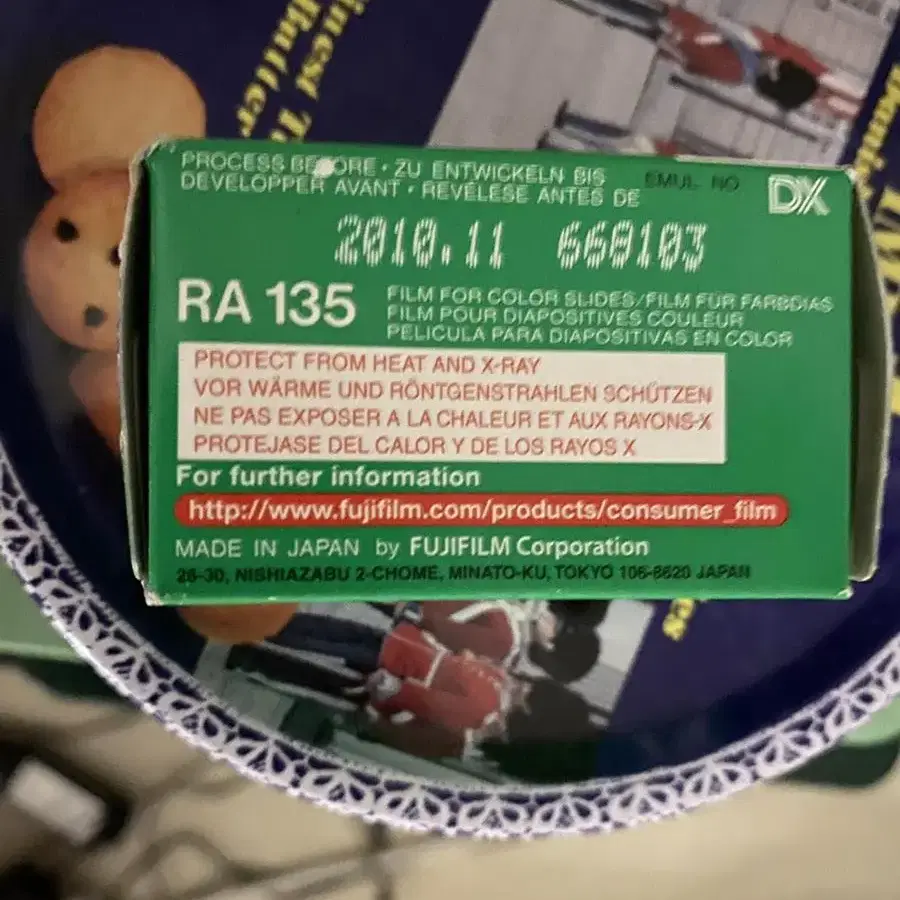 PROCESS BEFORE · ZU ENTWICKELN BIS
DEVELOPPER AVANT · REVELESE ANTES DE
EMUL. NO
DX
2010.11 660103
RA 135
FILM FOR COLOR SLIDES/FILM FÜR FARBDIAS
FILM POUR DIAPOSITIVES COULEUR
PELICULA PARA DIAPOSITIVAS EN COLOR
PROTECT FROM HEAT AND X-RAY
VOR WÄRME UND RÖNTGENSTRAHLEN SCHÜTZEN
NE PAS EXPOSER A LA CHALEUR ET AUX RAYONS-X
PROTEJASE DEL CALOR Y DE LOS RAYOS X
For further information
http://www.fujifilm.com/products/consumer_film
MADE IN JAPAN by FUJIFILM Corporation
26-30, NISHIAZABU 2-CHOME, MINATO-KU, TOKYO 106-8620 JAPAN